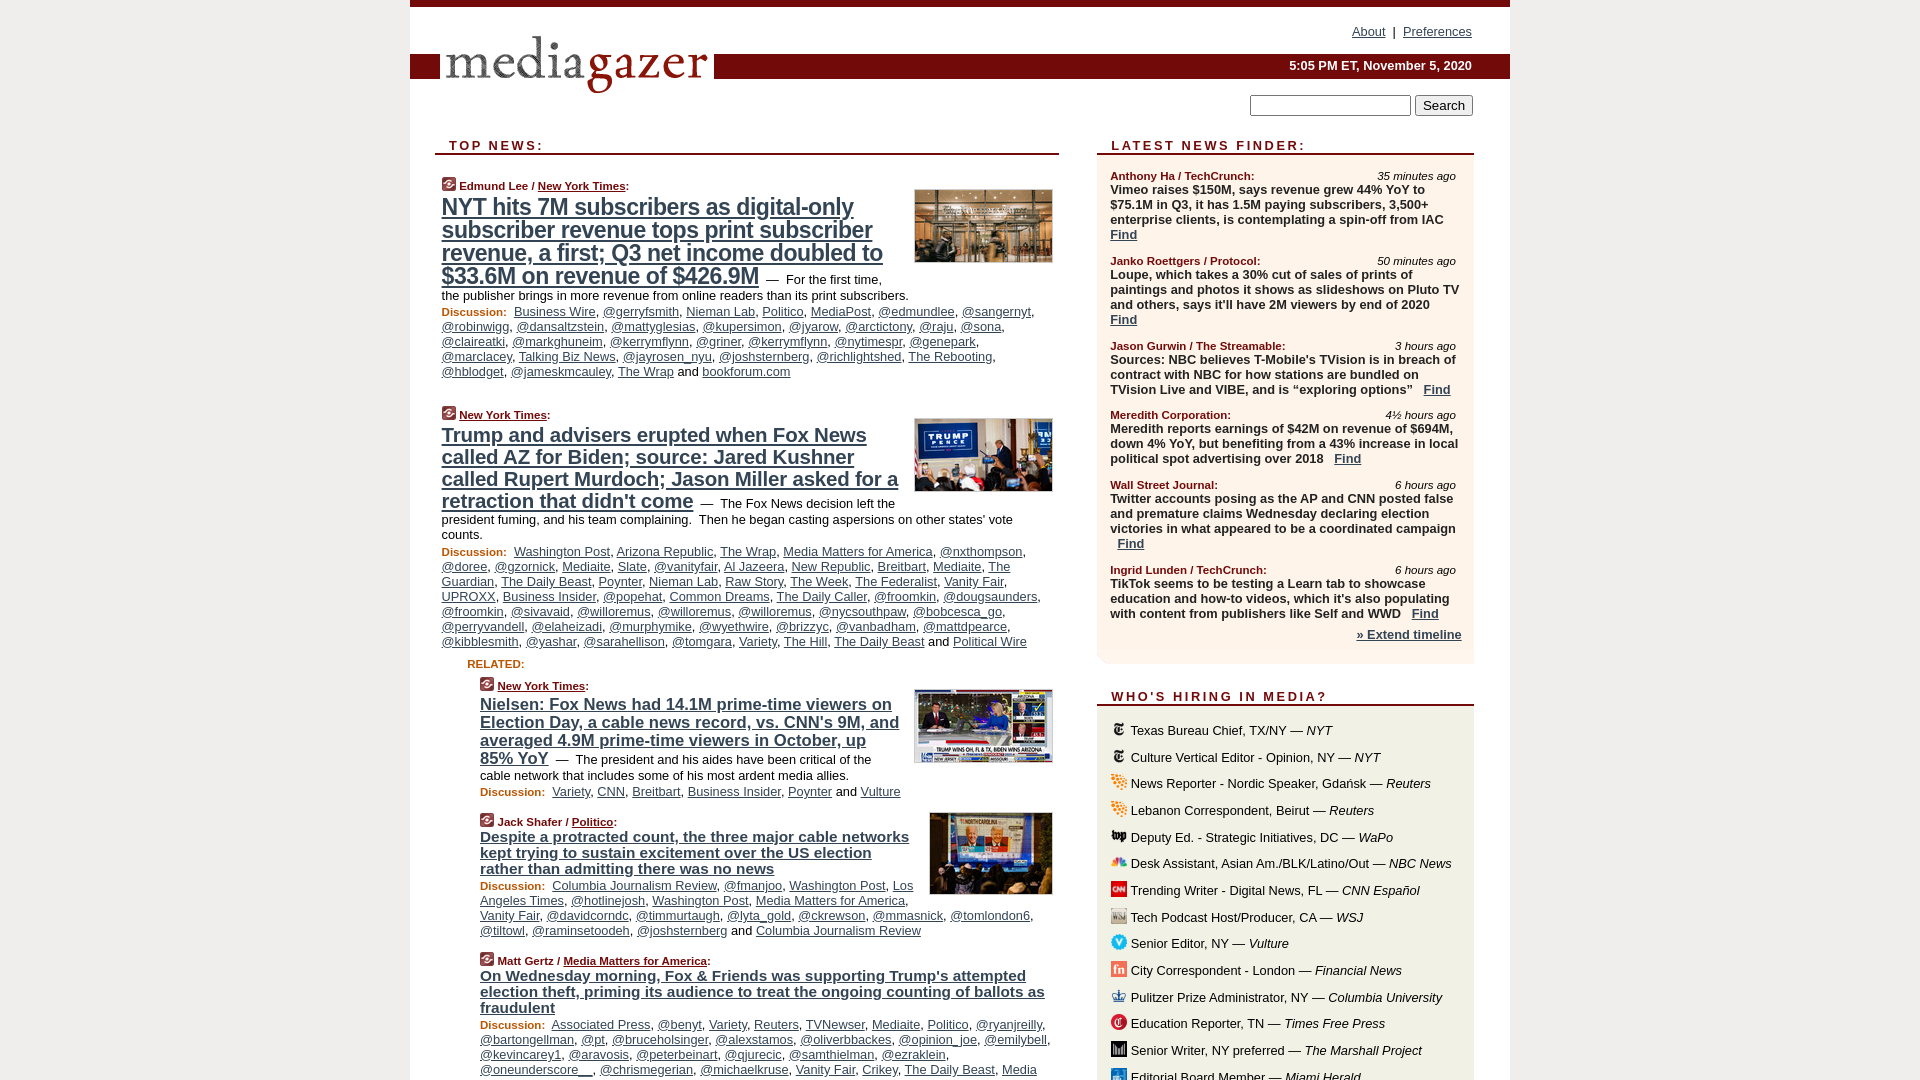 About | Preferences
mediagazer
5:05 PM ET, November 5, 2020
Search
TOP NEWS:
Edmund Lee / New York Times:
NYT hits 7M subscribers as digital-only
subscriber revenue tops print subscriber
revenue, a first; Q3 net income doubled to
$33.6M on revenue of $426.9M — For the first time,
the publisher brings in more revenue from online readers than its print subscribers.
Discussion: Business Wire, @gerryfsmith, Nieman Lab, Politico, MediaPost, @edmundlee, @sangernyt,
@robinwigg, @dansaltzstein, @mattyglesias, @kupersimon, @jyarow, @arctictony, @raju, @sona,
@claireatki, @markghuneim, @kerrymflynn, @griner, @kerrymflynn, @nytimespr, @genepark,
@marclacey, Talking Biz News, @jayrosen_nyu, @joshsternberg, @richlightshed, The Rebooting,
@hblodget, @jameskmcauley, The Wrap and bookforum.com
New York Times:
Trump and advisers erupted when Fox News
called AZ for Biden; source: Jared Kushner
called Rupert Murdoch; Jason Miller asked for a
retraction that didn't come — The Fox News decision left the
president fuming, and his team complaining. Then he began casting aspersions on other states' vote
counts.
Discussion: Washington Post, Arizona Republic, The Wrap, Media Matters for America, @nxthompson,
@doree, @gzornick, Mediaite, Slate, @vanityfair, Al Jazeera, New Republic, Breitbart, Mediaite, The
Guardian, The Daily Beast, Poynter, Nieman Lab, Raw Story, The Week, The Federalist, Vanity Fair,
UPROXX, Business Insider, @popehat, Common Dreams, The Daily Caller, @froomkin, @dougsaunders,
@froomkin, @sivavaid, @willoremus, @willoremus, @willoremus, @nycsouthpaw, @bobcesca_go,
@perryvandell, @elaheizadi, @murphymike, @wyethwire, @brizzyc, @vanbadham, @mattdpearce,
@kibblesmith, @yashar, @sarahellison, @tomgara, Variety, The Hill, The Daily Beast and Political Wire
RELATED:
New York Times:
Nielsen: Fox News had 14.1M prime-time viewers on
Election Day, a cable news record, vs. CNN's 9M, and
averaged 4.9M prime-time viewers in October, up
85% YoY — The president and his aides have been critical of the
cable network that includes some of his most ardent media allies.
Discussion: Variety, CNN, Breitbart, Business Insider, Poynter and Vulture
Jack Shafer / Politico:
Despite a protracted count, the three major cable networks
kept trying to sustain excitement over the US election
rather than admitting there was no news
Discussion: Columbia Journalism Review, @fmanjoo, Washington Post, Los
Angeles Times, @hotlinejosh, Washington Post, Media Matters for America,
Vanity Fair, @davidcorndc, @timmurtaugh, @lyta_gold, @ckrewson, @mmasnick, @tomlondon6,
@tiltowl, @raminsetoodeh, @joshsternberg and Columbia Journalism Review
Matt Gertz / Media Matters for America:
On Wednesday morning, Fox & Friends was supporting Trump's attempted
election theft, priming its audience to treat the ongoing counting of ballots as
fraudulent
Discussion: Associated Press, @benyt, Variety, Reuters, TVNewser, Mediaite, Politico, @ryanjreilly,
@bartongellman, @pt, @bruceholsinger, @alexstamos, @oliverbbackes, @opinion_joe, @emilybell,
@kevincarey1, @aravosis, @peterbeinart, @qjurecic, @samthielman, @ezraklein,
@oneunderscore__, @chrismegerian, @michaelkruse, Vanity Fair, Crikey, The Daily Beast, Media
TRUMP
PENCE
TRUMP WINS OH, FL & TX, BIDEN WINS ARIZONA
LATEST NEWS FINDER:
Anthony Ha / TechCrunch: 35 minutes ago
Vimeo raises $150M, says revenue grew 44% YoY to
$75.1M in Q3, it has 1.5M paying subscribers, 3,500+
enterprise clients, is contemplating a spin-off from IAC
Find
Janko Roettgers / Protocol: 50 minutes ago
Loupe, which takes a 30% cut of sales of prints of
paintings and photos it shows as slideshows on Pluto TV
and others, says it'll have 2M viewers by end of 2020
Find
Jason Gurwin / The Streamable: 3 hours ago
Sources: NBC believes T-Mobile's TVision is in breach of
contract with NBC for how stations are bundled on
TVision Live and VIBE, and is “exploring options” Find
Meredith Corporation: 4½ hours ago
Meredith reports earnings of $42M on revenue of $694M,
down 4% YoY, but benefiting from a 43% increase in local
political spot advertising over 2018 Find
Wall Street Journal: 6 hours ago
Twitter accounts posing as the AP and CNN posted false
and premature claims Wednesday declaring election
victories in what appeared to be a coordinated campaign
Find
Ingrid Lunden / TechCrunch: 6 hours ago
TikTok seems to be testing a Learn tab to showcase
education and how-to videos, which it's also populating
with content from publishers like Self and WWD Find
» Extend timeline
WHO'S HIRING IN MEDIA?
Texas Bureau Chief, TX/NY — NYT
Culture Vertical Editor - Opinion, NY — NYT
News Reporter - Nordic Speaker, Gdańsk — Reuters
Lebanon Correspondent, Beirut — Reuters
Deputy Ed. - Strategic Initiatives, DC — WaPo
Desk Assistant, Asian Am./BLK/Latino/Out — NBC News
Trending Writer - Digital News, FL — CNN Español
Tech Podcast Host/Producer, CA — WSJ
Senior Editor, NY — Vulture
City Correspondent - London — Financial News
Pulitzer Prize Administrator, NY — Columbia University
Education Reporter, TN — Times Free Press
Senior Writer, NY preferred — The Marshall Project
Editorial Board Member — Miami Herald